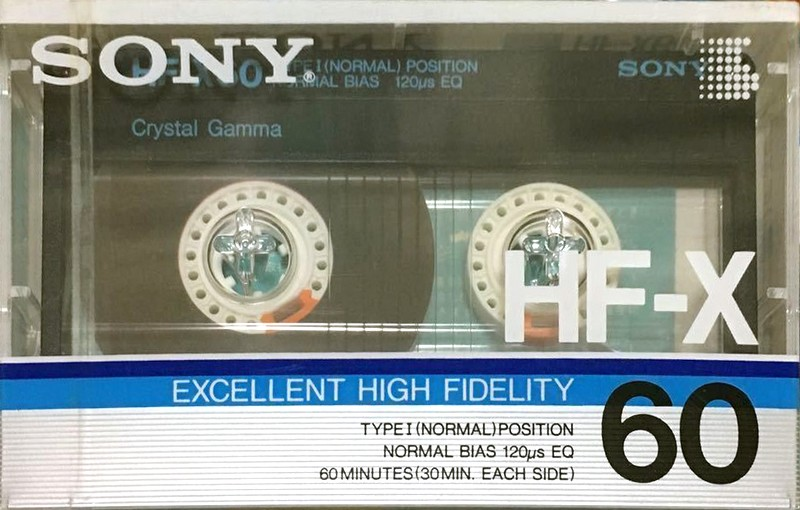 SONY®
TYPE I (NORMAL) POSITION
NORMAL BIAS 120µs EQ
SONY
Crystal Gamma
HF-X
EXCELLENT HIGH FIDELITY
60
TYPE I (NORMAL) POSITION
NORMAL BIAS 120µs EQ
60 MINUTES (30 MIN. EACH SIDE)